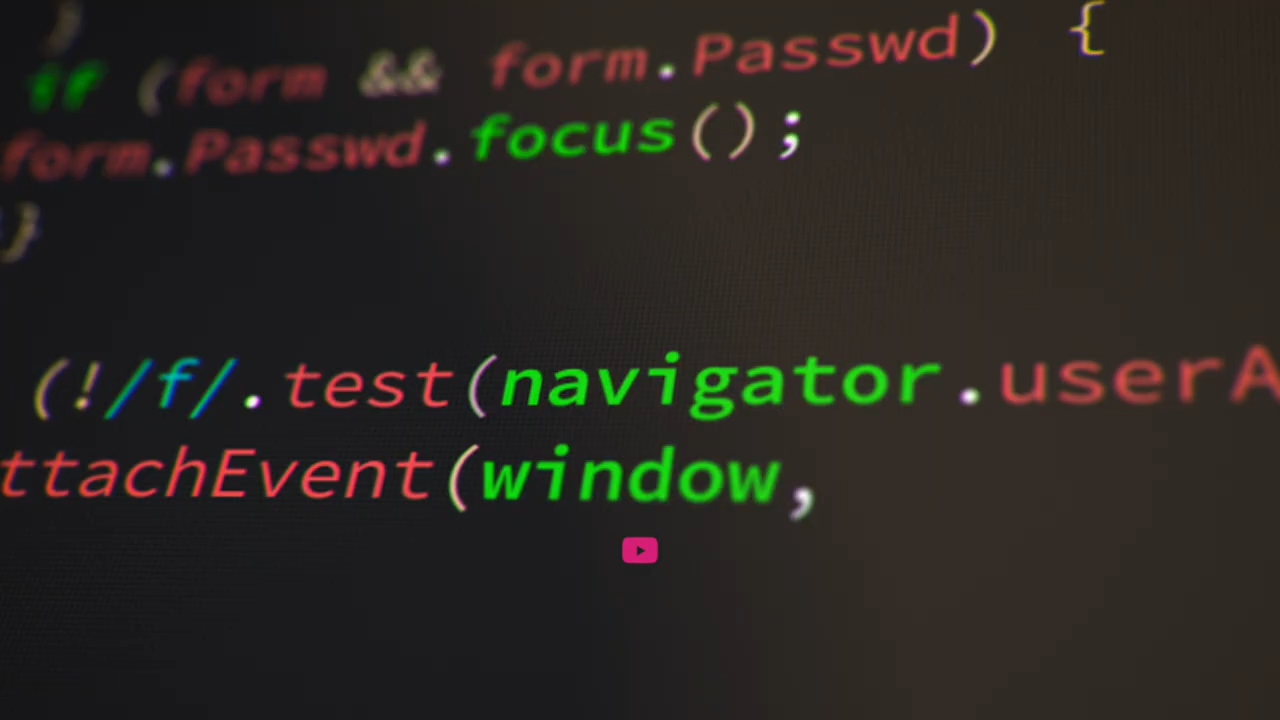 }
if (form && form.Passwd) {
form.Passwd.focus();
}
(!/f/.test(navigator.userA
ttachEvent(window,